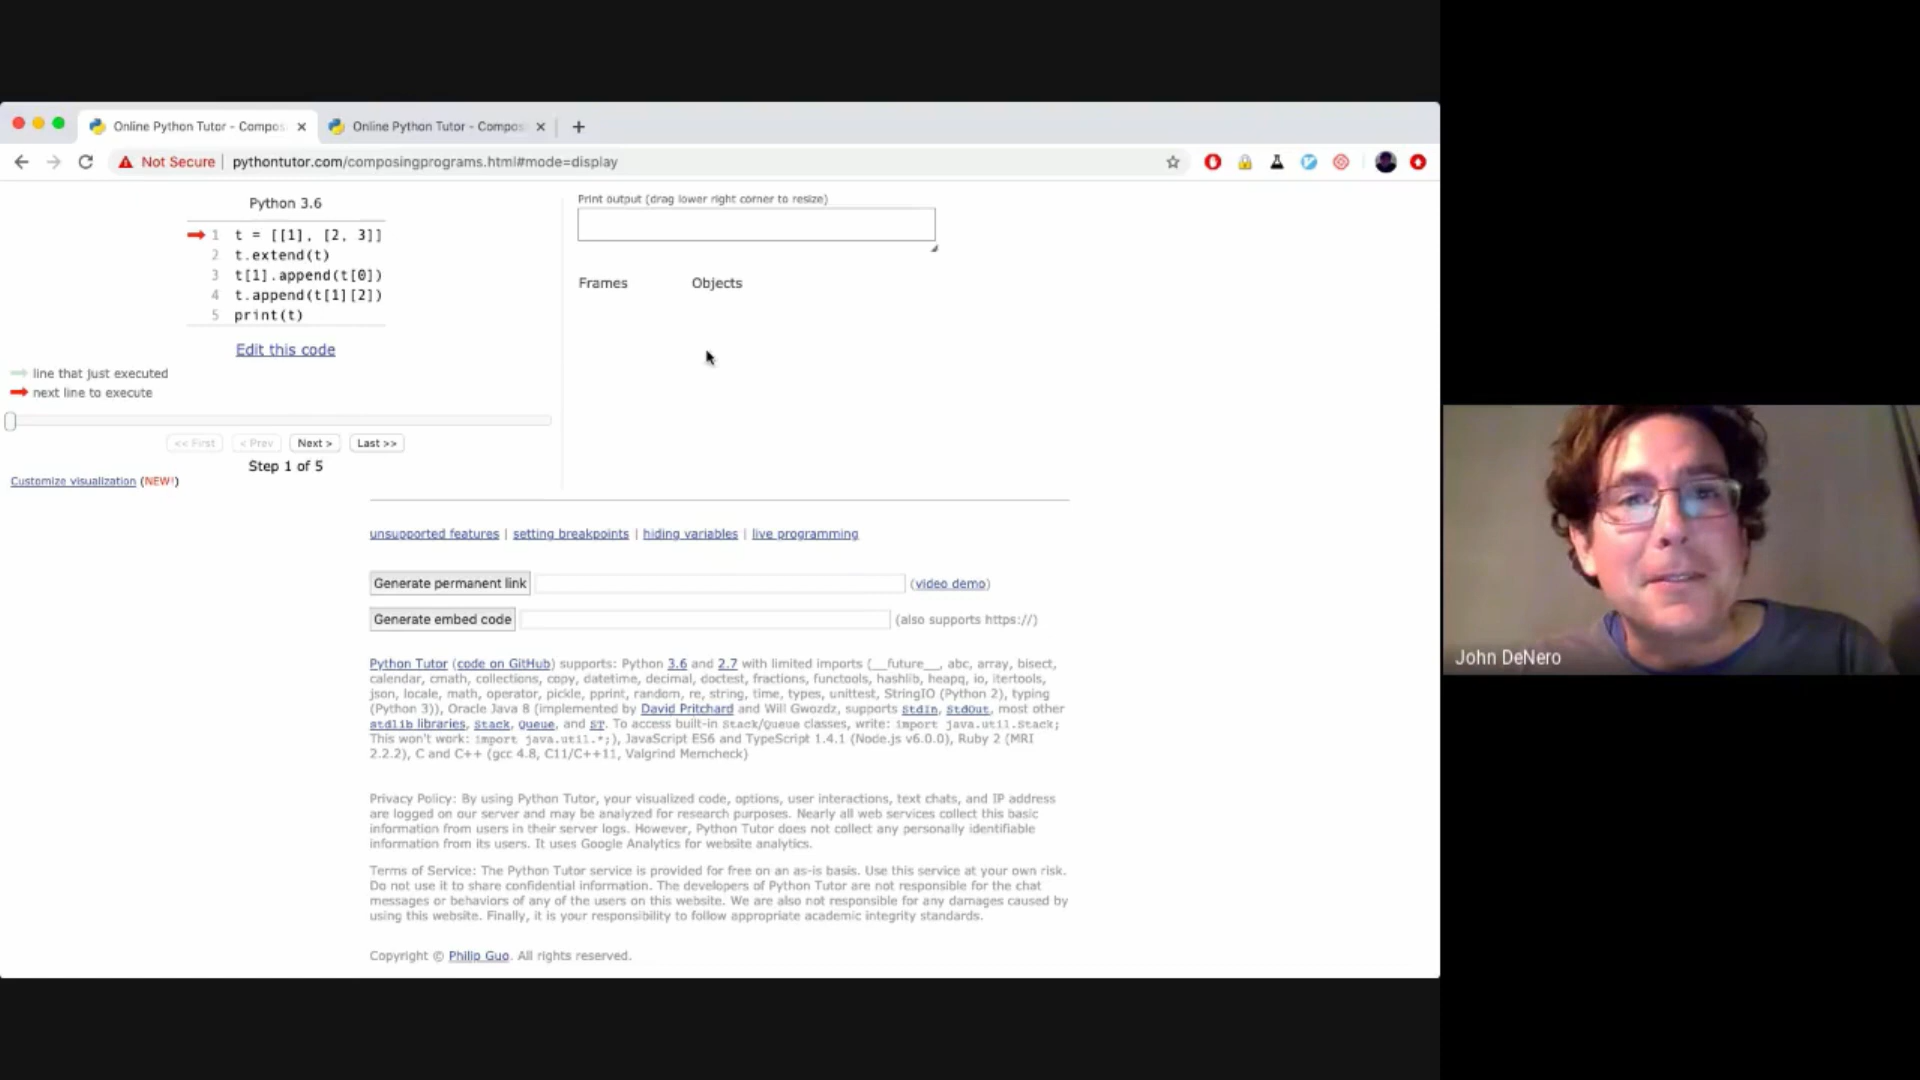 Online Python Tutor - Compos
Online Python Tutor - Compos
Not Secure | pythontutor.com/composingprograms.html#mode=display
Python 3.6
1 t = [[1], [2, 3]]
2 t.extend(t)
3 t[1].append(t[0])
4 t.append(t[1][2])
5 print(t)
Edit this code
line that just executed
next line to execute
<< First
< Prev
Next >
Last >>
Step 1 of 5
Customize visualization (NEW!)
Print output (drag lower right corner to resize)
Frames
Objects
unsupported features | setting breakpoints | hiding variables | live programming
Generate permanent link
(video demo)
Generate embed code
(also supports https://)
Python Tutor (code on GitHub) supports: Python 3.6 and 2.7 with limited imports (__future__, abc, array, bisect,
calendar, cmath, collections, copy, datetime, decimal, doctest, fractions, functools, hashlib, heapq, io, itertools,
json, locale, math, operator, pickle, pprint, random, re, string, time, types, unittest, StringIO (Python 2), typing
(Python 3)), Oracle Java 8 (implemented by David Pritchard and Will Gwozdz, supports StdIn, StdOut, most other
stdlib libraries, Stack, Queue, and ST. To access built-in Stack/Queue classes, write: import java.util.Stack;
This won't work: import java.util.*;), JavaScript ES6 and TypeScript 1.4.1 (Node.js v6.0.0), Ruby 2 (MRI
2.2.2), C and C++ (gcc 4.8, C11/C++11, Valgrind Memcheck)
Privacy Policy: By using Python Tutor, your visualized code, options, user interactions, text chats, and IP address
are logged on our server and may be analyzed for research purposes. Nearly all web services collect this basic
information from users in their server logs. However, Python Tutor does not collect any personally identifiable
information from its users. It uses Google Analytics for website analytics.
Terms of Service: The Python Tutor service is provided for free on an as-is basis. Use this service at your own risk.
Do not use it to share confidential information. The developers of Python Tutor are not responsible for the chat
messages or behaviors of any of the users on this website. We are also not responsible for any damages caused by
using this website. Finally, it is your responsibility to follow appropriate academic integrity standards.
Copyright © Philip Guo. All rights reserved.
John DeNero